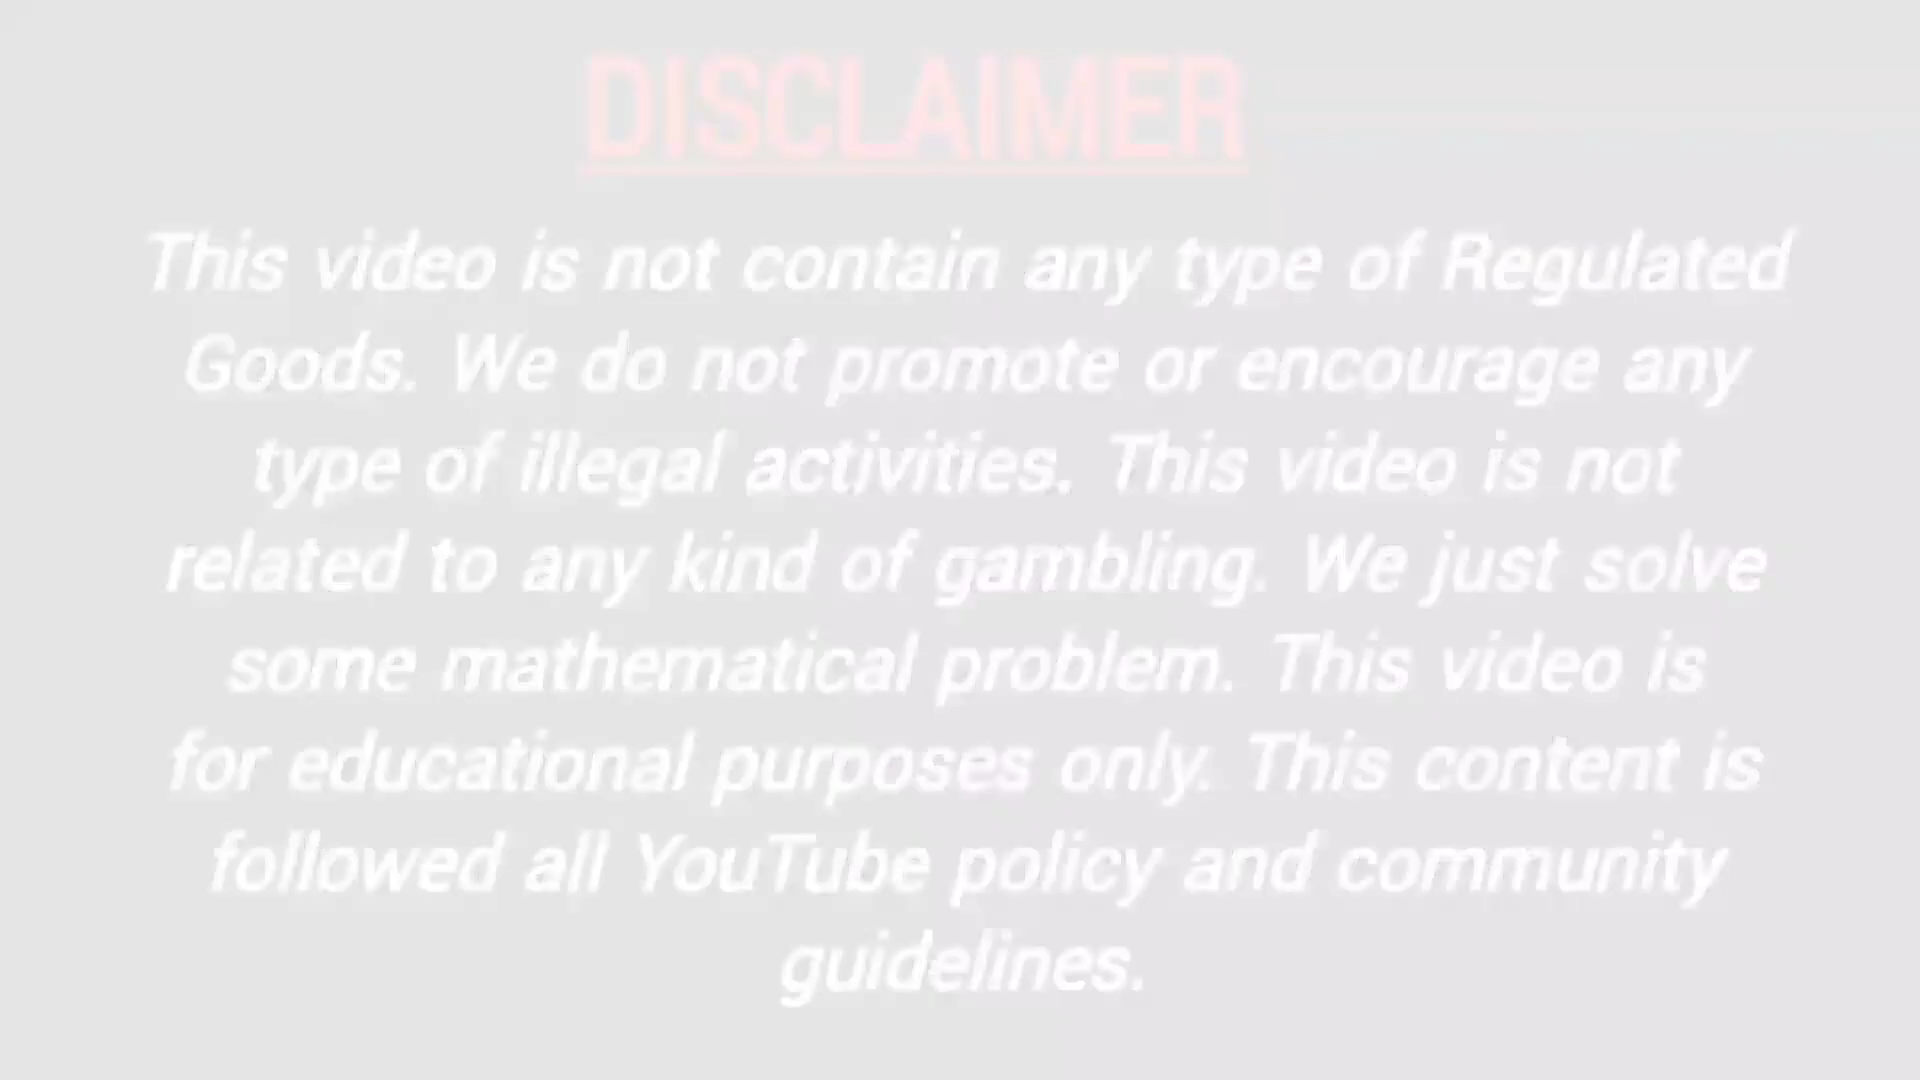 DISCLAIMER
This video is not contain any type of Regulated
Goods. We do not promote or encourage any
type of illegal activities. This video is not
related to any kind of gambling. We just solve
some mathematical problem. This video is
for educational purposes only. This content is
followed all YouTube policy and community
guidelines.